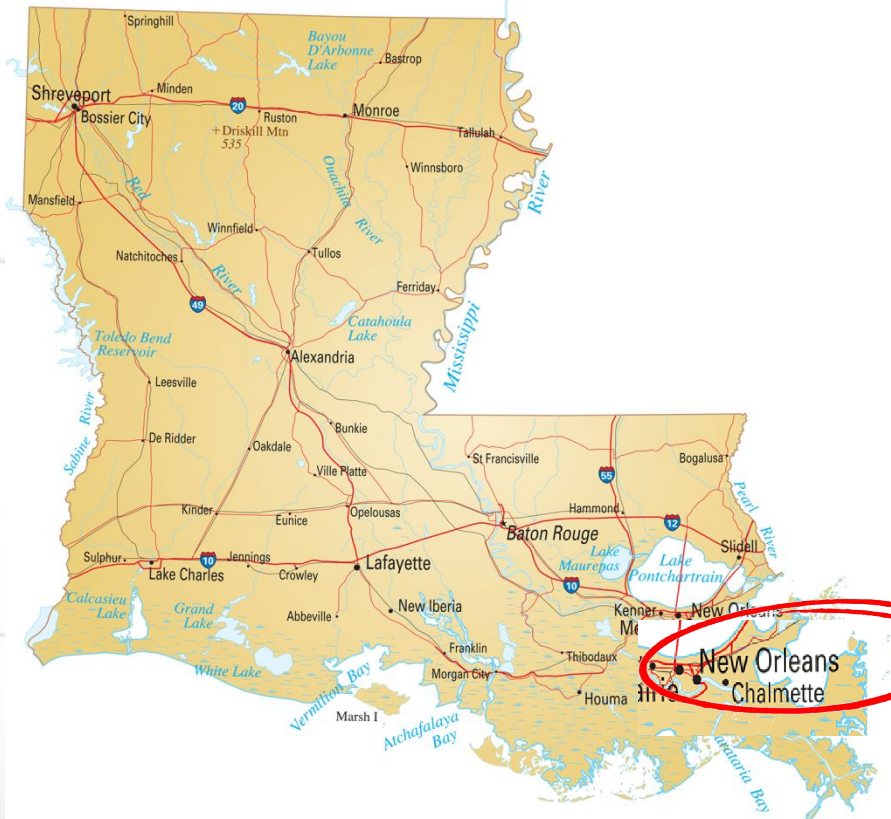 Springhill
Bayou
D'Arbonne
Lake
Bastrop
Shreveport
Minden
20
Monroe
Bossier City
Ruston
+Driskill Mtn
535
Tallulah
Winnsboro
River
Red
Ouachita
River
Mansfield
Winnfield
Natchitoches
Tullos
River
Ferriday
49
Catahoula
Lake
Mississippi
Toledo Bend
Reservoir
Alexandria
Leesville
Sabine River
Bunkie
De Ridder
Oakdale
St Francisville
Bogalusa
Ville Platte
55
Pearl
River
Kinder
Eunice
Opelousas
Hammond
12
Baton Rouge
Slidell
Sulphur
10
Jennings
Lafayette
Lake
Maurepas
Lake
Pontchartrain
Lake Charles
Crowley
10
Calcasieu
Lake
Grand
Lake
Abbeville
New Iberia
Kenner
New Orleans
Me
White Lake
Franklin
Thibodaux
New Orleans
Morgan City
Chalmette
Houma
Vermilion Bay
Marsh I
Atchafalaya
Bay
arataria Bay